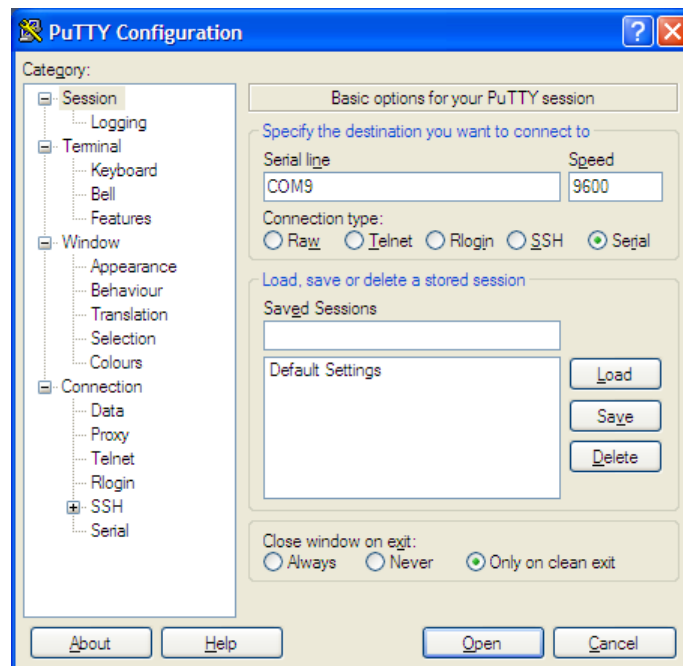 PuTTY Configuration
Category:
Session
Logging
Terminal
Keyboard
Bell
Features
Window
Appearance
Behaviour
Translation
Selection
Colours
Connection
Data
Proxy
Telnet
Rlogin
SSH
Serial
Basic options for your PuTTY session
Specify the destination you want to connect to
Serial line Speed
COM9 9600
Connection type:
Raw Telnet Rlogin SSH Serial
Load, save or delete a stored session
Saved Sessions
Default Settings
Load
Save
Delete
Close window on exit:
Always Never Only on clean exit
About Help Open Cancel